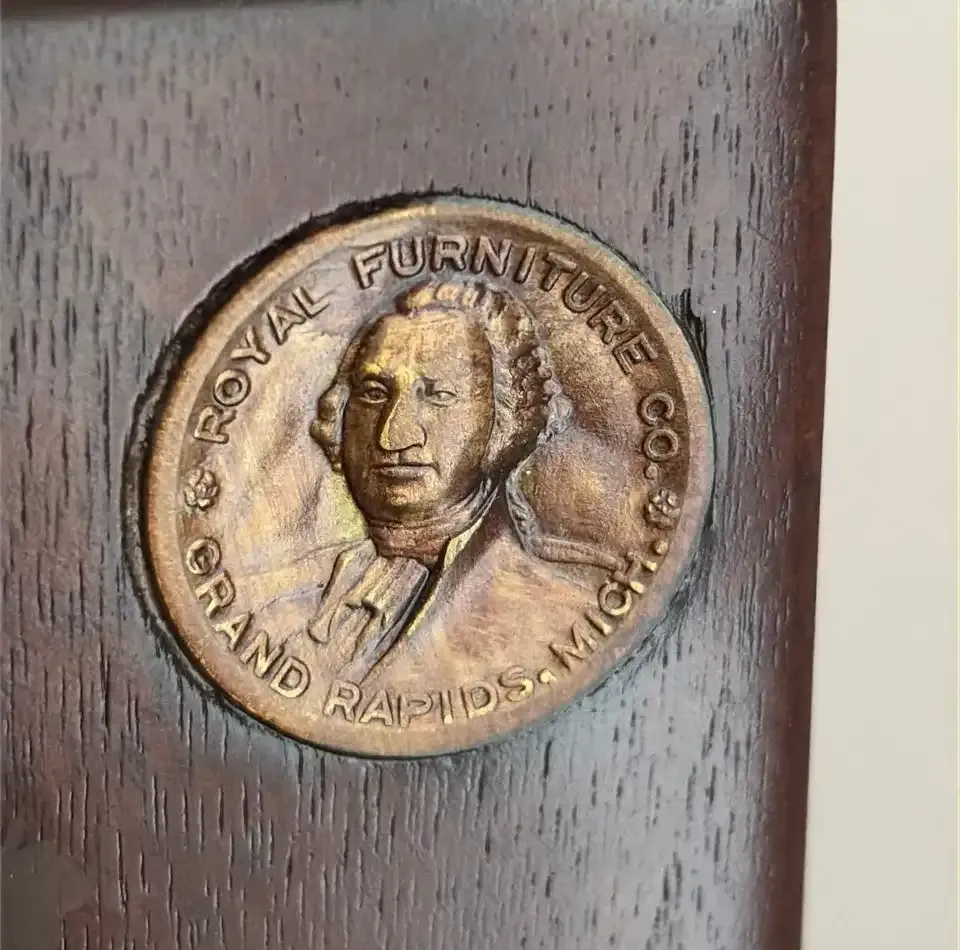 ROYAL FURNITURE CO.
GRAND RAPIDS. MICH.